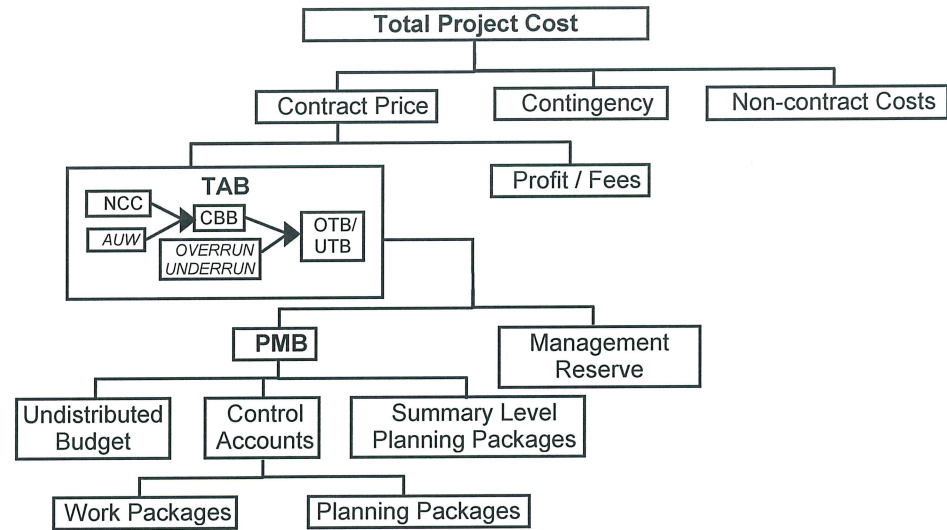 Total Project Cost
Contract Price
Contingency
Non-contract Costs
TAB
Profit / Fees
NCC
CBB
AUW
OTB/
UTB
OVERRUN
UNDERRUN
PMB
Management
Reserve
Undistributed
Budget
Control
Accounts
Summary Level
Planning Packages
Work Packages
Planning Packages